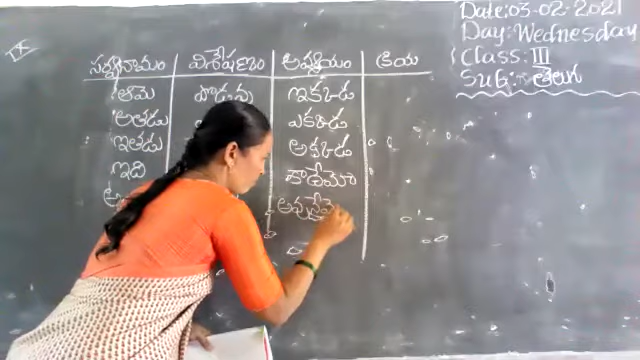 Date:03-02-2021
Day: Wednesday
Class: III
Sub: తెలుగు
సర్వనామం విశేషణం అవ్యయం క్రియ
ఆమె పొడవు ఇక్కడ
అతడు ఎక్కడ
ఇతడు అక్కడ
ఇది కాదేమో
అవునేమో